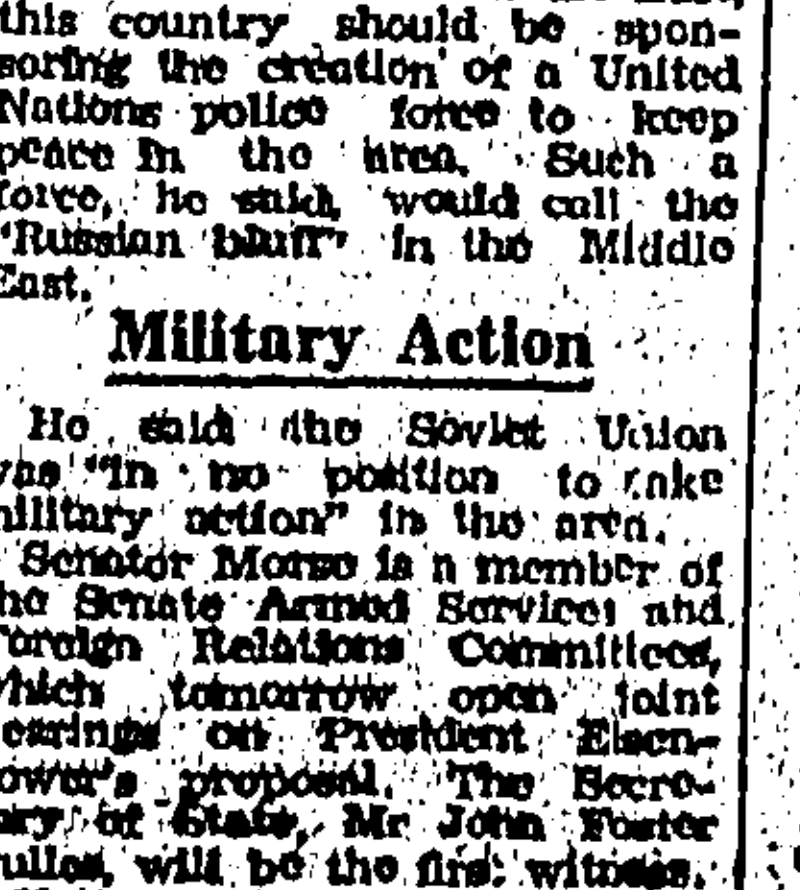 this country should be spon-
soring the creation of a United
Nations police force to keep
peace in the area. Such a
force, he said, would call the
"Russian bluff" in the Middle
East.
Military Action
He said the Soviet Union
was "in no position to take
military action" in the area.
Senator Morse is a member of
the Senate Armed Services and
Foreign Relations Committees,
which tomorrow open joint
hearings on President Eisen-
hower's proposal. The Secre-
tary of State, Mr John Foster
Dulles, will be the first witness.